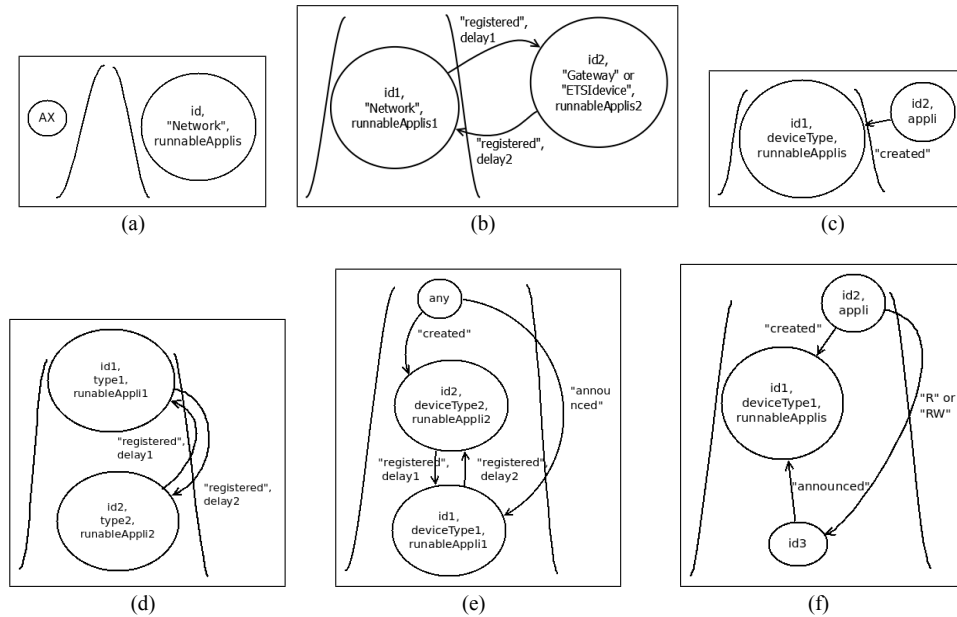 AX
id,
"Network",
runnableApplis
(a)
"registered",
delay1
id1,
"Network",
runnableApplis1
id2,
"Gateway" or
"ETSIdevice",
runnableApplis2
"registered",
delay2
(b)
id1,
deviceType,
runnableApplis
id2,
appli
"created"
(c)
id1,
type1,
runableAppli1
"registered",
delay1
"registered",
delay2
id2,
type2,
runableAppli2
(d)
any
"created"
"annou
nced"
id2,
deviceType2,
runableAppli2
"registered",
delay1
"registered",
delay2
id1,
deviceType1,
runableAppli1
(e)
id2,
appli
"created"
id1,
deviceType1,
runnableApplis
"R" or
"RW"
"announced"
id3
(f)